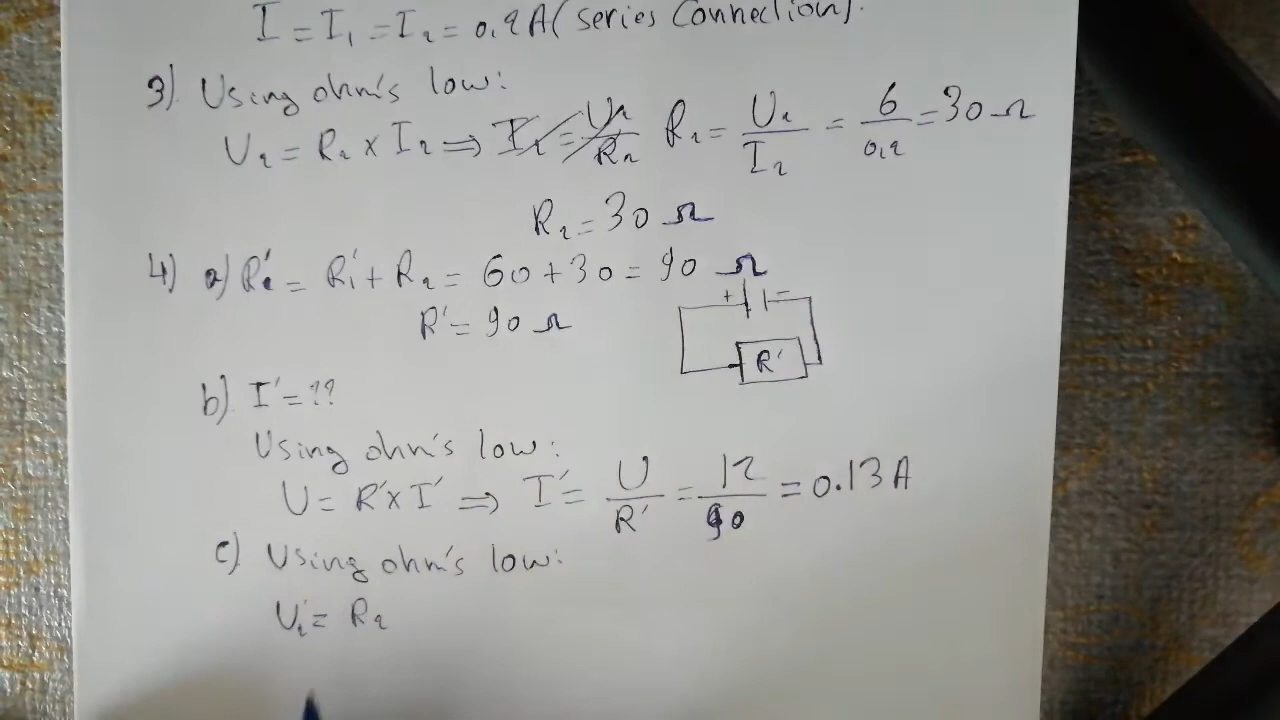 I = I₁ = I₂ = 0,2 A (series Connection).
3) Using ohm's low:
U₂ = R₂ x I₂ ⇒ I₂ = U₂/R₂ R₂ = U₂/I₂ = 6/0,2 = 30 Ω
R₂ = 30 Ω
4) a) R' = R₁' + R₂ = 60 + 30 = 90 Ω
R' = 90 Ω
+ -
R'
b) I' = ??
Using ohm's low:
U = R' x I' ⇒ I' = U/R' = 12/90 = 0.13 A
c) Using ohm's low:
U₂' = R₂